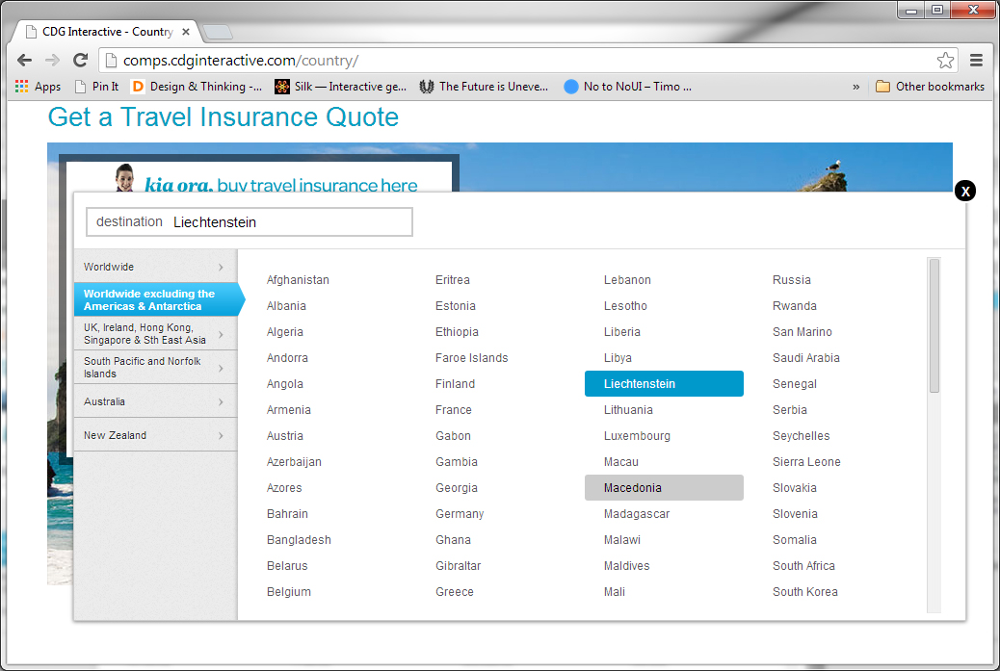 CDG Interactive - Country
comps.cdginteractive.com/country/
Apps Pin It Design & Thinking -... Silk — Interactive ge... The Future is Uneve... No to NoUI – Timo ... » Other bookmarks
Get a Travel Insurance Quote
kia ora, buy travel insurance here
X
destination Liechtenstein
Worldwide
Worldwide excluding the
Americas & Antarctica
UK, Ireland, Hong Kong,
Singapore & Sth East Asia
South Pacific and Norfolk
Islands
Australia
New Zealand
Afghanistan Eritrea Lebanon Russia
Albania Estonia Lesotho Rwanda
Algeria Ethiopia Liberia San Marino
Andorra Faroe Islands Libya Saudi Arabia
Angola Finland Liechtenstein Senegal
Armenia France Lithuania Serbia
Austria Gabon Luxembourg Seychelles
Azerbaijan Gambia Macau Sierra Leone
Azores Georgia Macedonia Slovakia
Bahrain Germany Madagascar Slovenia
Bangladesh Ghana Malawi Somalia
Belarus Gibraltar Maldives South Africa
Belgium Greece Mali South Korea